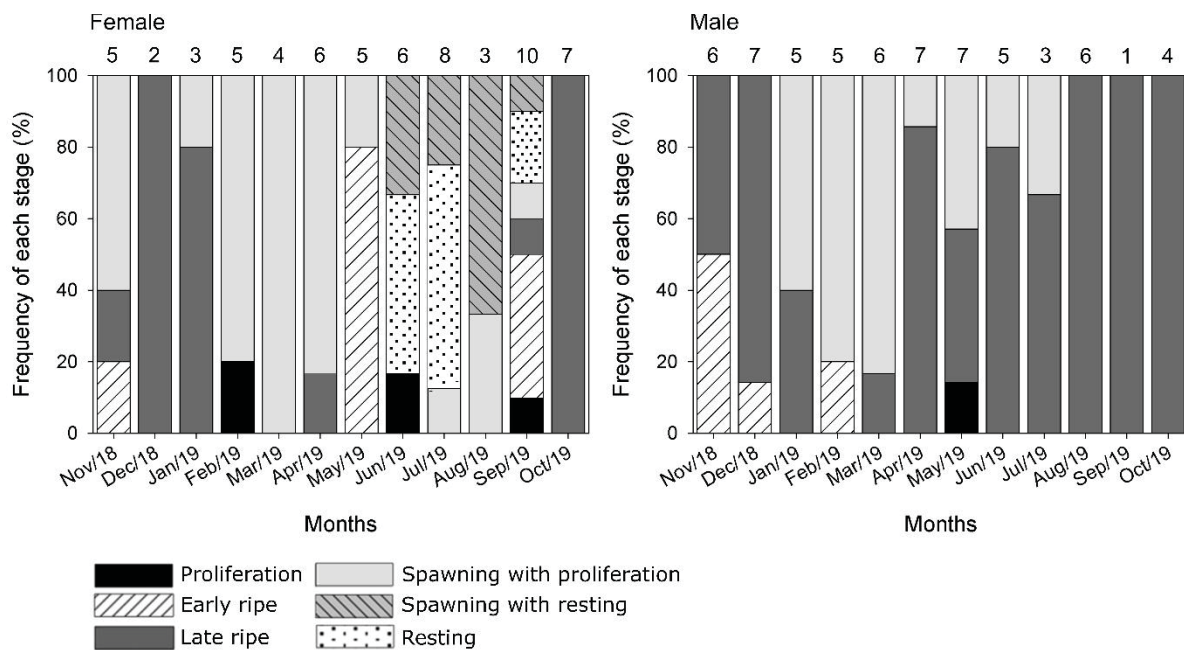 Female
5 2 3 5 4 6 5 6 8 3 10 7
Frequency of each stage (%)
100
80
60
40
20
0
Nov/18 Dec/18 Jan/19 Feb/19 Mar/19 Apr/19 May/19 Jun/19 Jul/19 Aug/19 Sep/19 Oct/19
Months
Male
6 7 5 5 6 7 7 5 3 6 1 4
Frequency of each stage (%)
100
80
60
40
20
0
Nov/18 Dec/18 Jan/19 Feb/19 Mar/19 Apr/19 May/19 Jun/19 Jul/19 Aug/19 Sep/19 Oct/19
Months
Proliferation
Early ripe
Late ripe
Spawning with proliferation
Spawning with resting
Resting